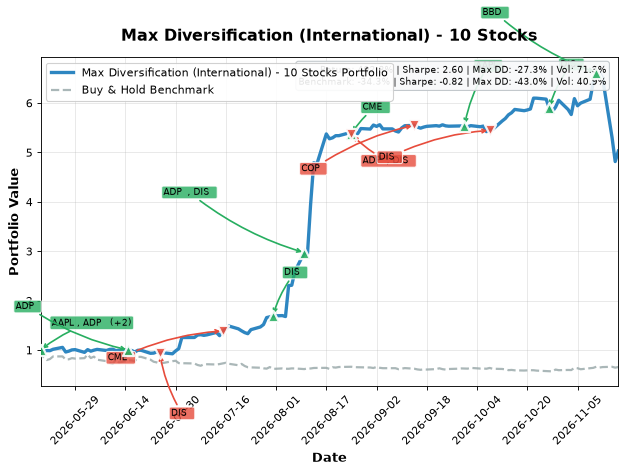 BBD
Max Diversification (International) - 10 Stocks
Max Diversification (International) - 10 Stocks Portfolio
Buy & Hold Benchmark
| Sharpe: 2.60 | Max DD: -27.3% | Vol: 71.
| Sharpe: -0.82 | Max DD: -43.0% | Vol: 40.9%
CME
COP
DIS
ADP , DIS
DIS
ADP
AAPL , ADP (+2)
CME
DIS
Portfolio Value
6
5
4
3
2
1
2026-05-29
2026-06-14
2026-07-16
2026-08-01
2026-08-17
2026-09-02
2026-09-18
2026-10-04
2026-10-20
2026-11-05
Date